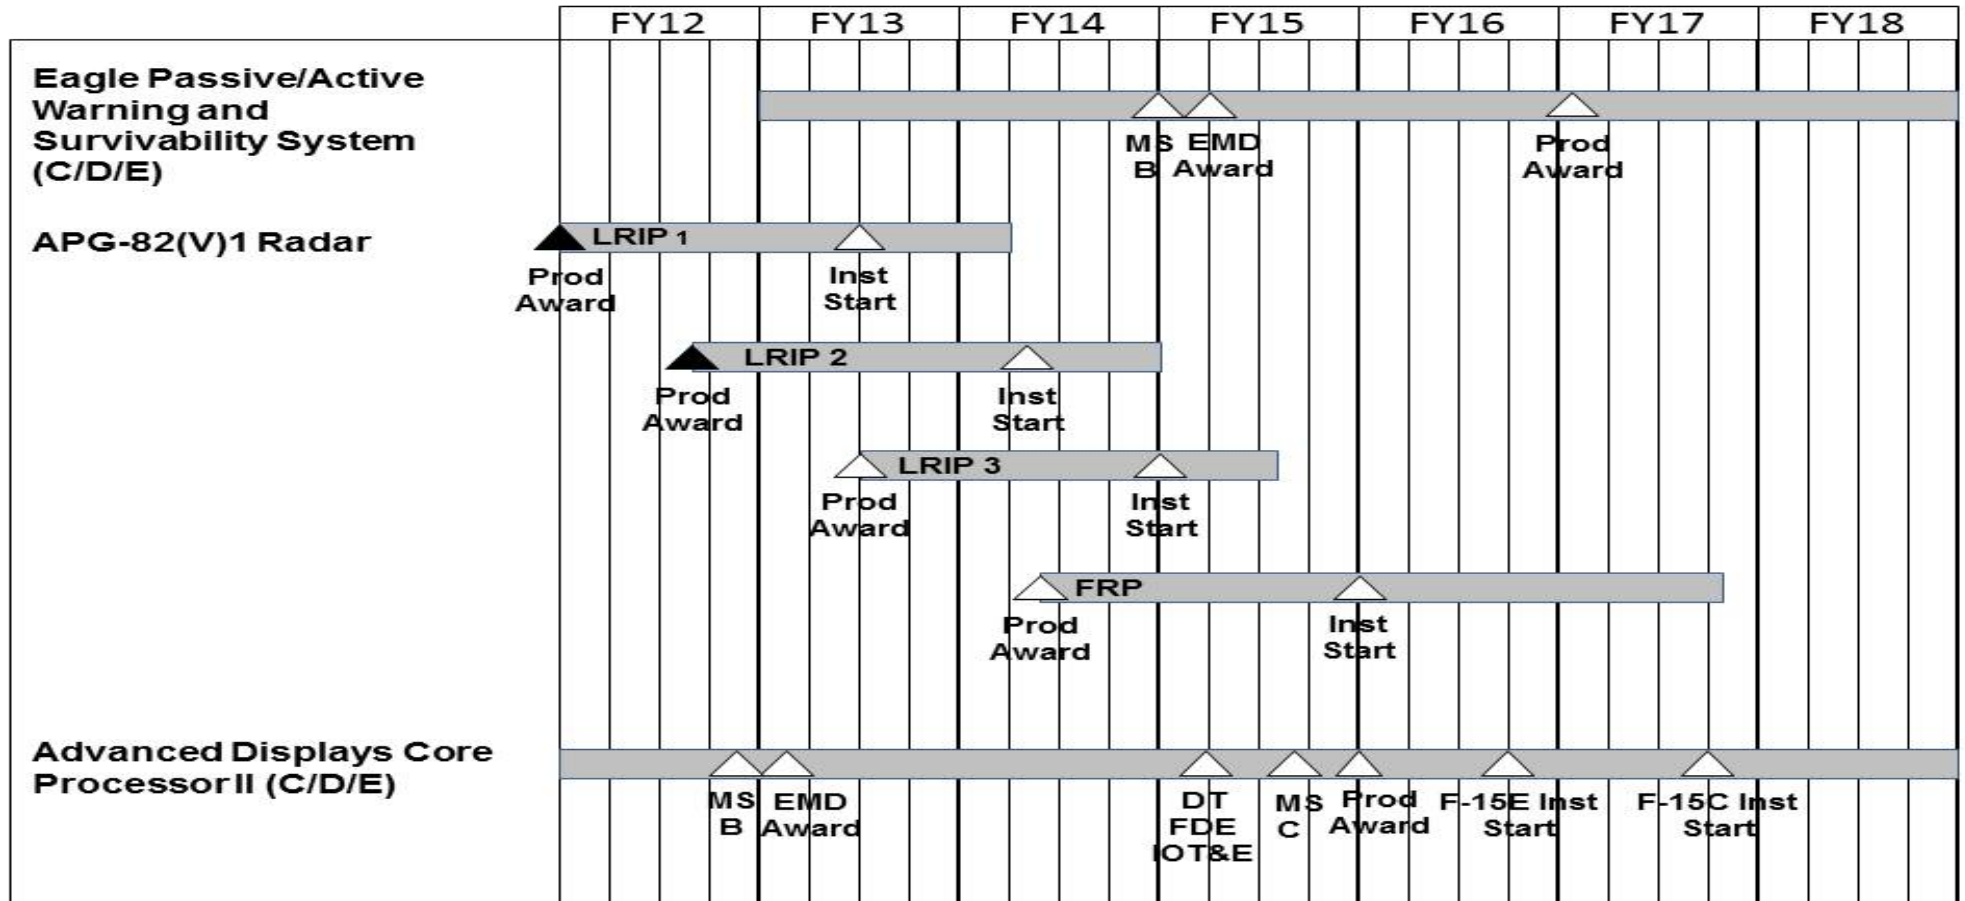 FY12 FY13 FY14 FY15 FY16 FY17 FY18
Eagle Passive/Active
Warning and
Survivability System
(C/D/E)
MS
B
EMD
Award
Prod
Award
APG-82(V)1 Radar
LRIP 1
Prod
Award
Inst
Start
LRIP 2
Prod
Award
Inst
Start
LRIP 3
Prod
Award
Inst
Start
FRP
Prod
Award
Inst
Start
Advanced Displays Core
Processor II (C/D/E)
MS
B
EMD
Award
DT
FDE
IOT&E
MS
C
Prod
Award
F-15E Inst
Start
F-15C Inst
Start